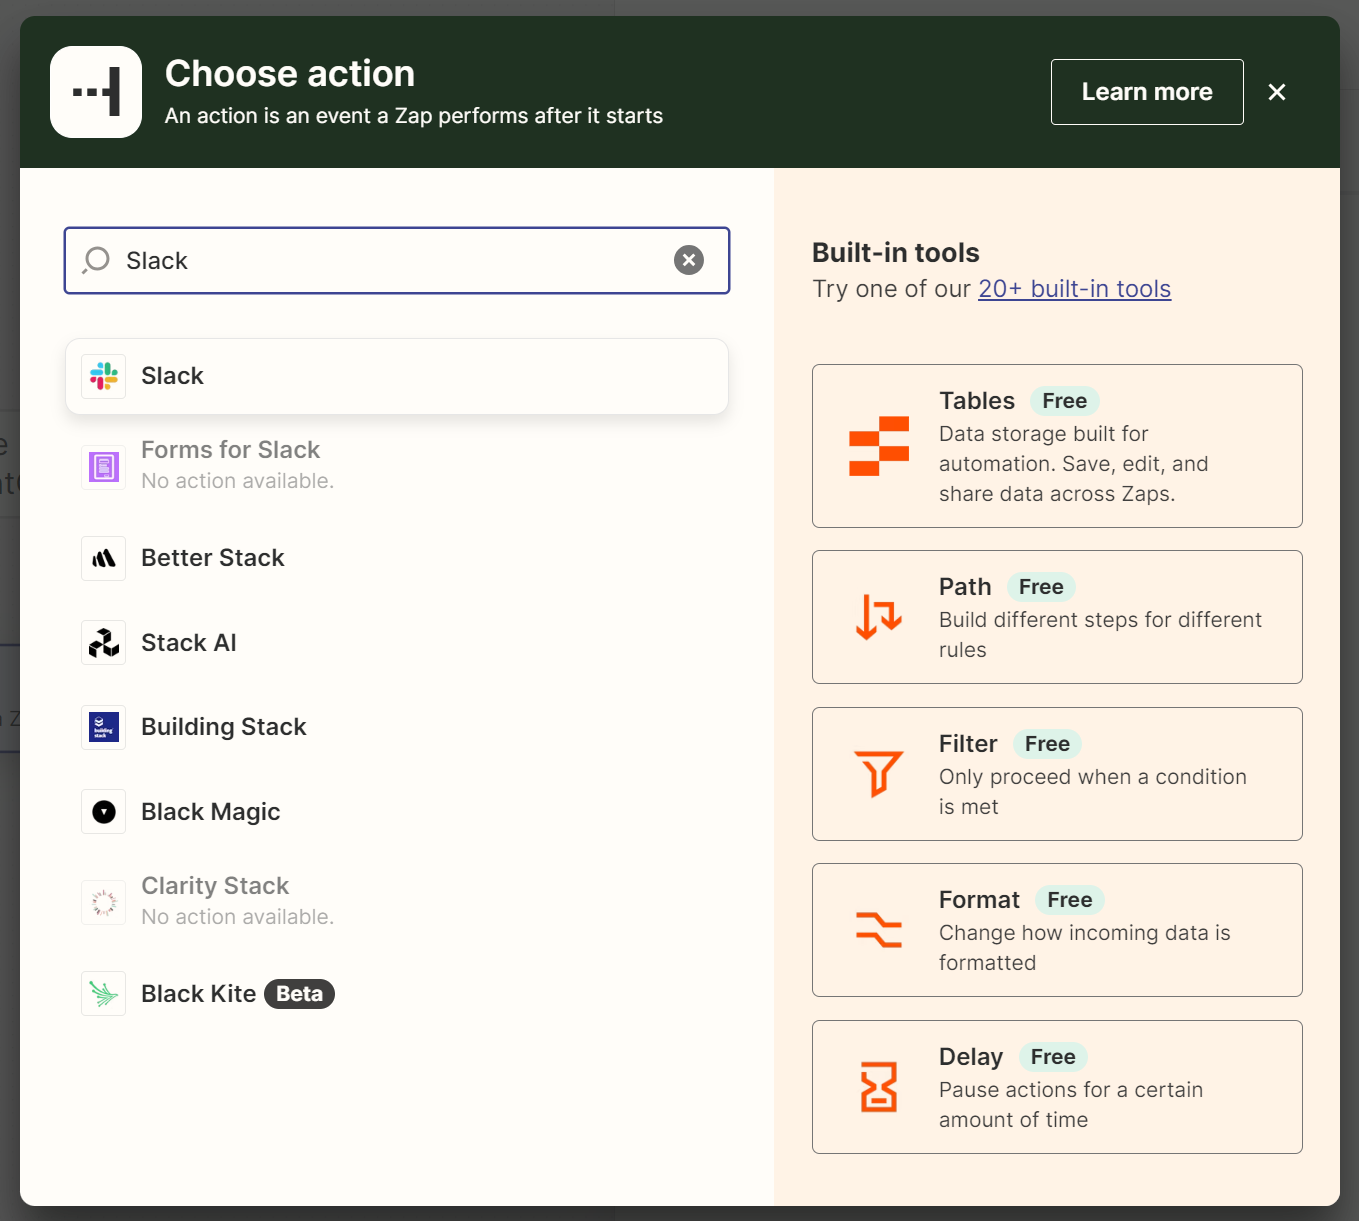 Choose action
An action is an event a Zap performs after it starts
Learn more
Slack
Slack
Forms for Slack
No action available.
Better Stack
Stack AI
Building Stack
Black Magic
Clarity Stack
No action available.
Black Kite Beta
Built-in tools
Try one of our 20+ built-in tools
Tables Free
Data storage built for
automation. Save, edit, and
share data across Zaps.
Path Free
Build different steps for different
rules
Filter Free
Only proceed when a condition
is met
Format Free
Change how incoming data is
formatted
Delay Free
Pause actions for a certain
amount of time